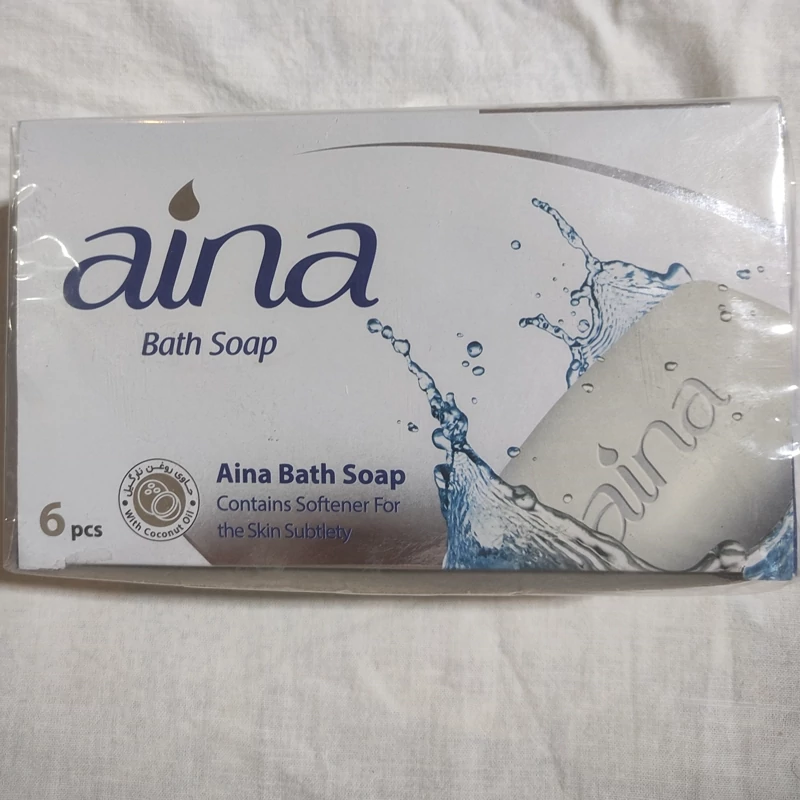 aina
Bath Soap
aina
Aina Bath Soap
Contains Softener For
the Skin Subtlety
حاوی روغن نارگیل
With Coconut Oil
6 pcs